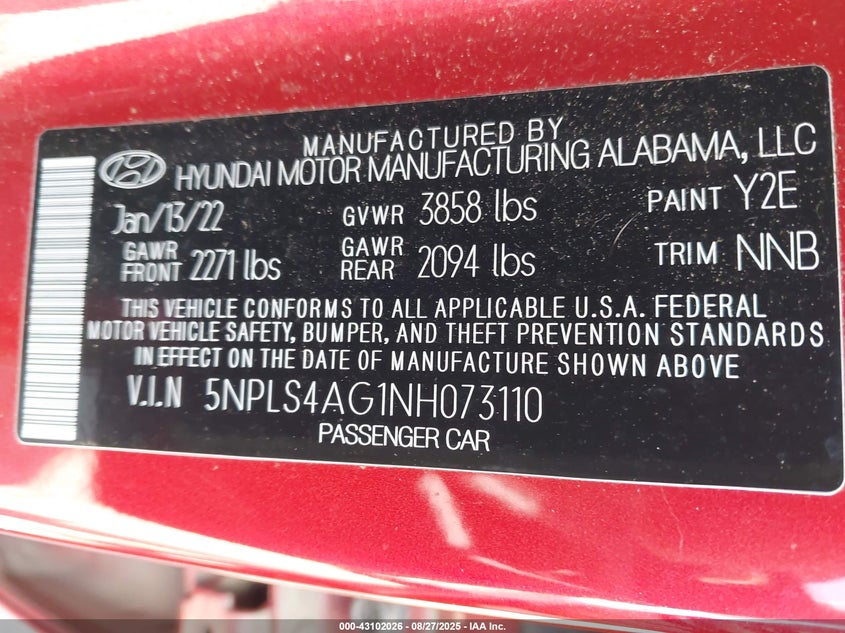 MANUFACTURED BY
HYUNDAI MOTOR MANUFACTURING ALABAMA, LLC
Jan/13/22 GVWR 3858 lbs PAINT Y2E
GAWR FRONT 2271 lbs GAWR REAR 2094 lbs TRIM NNB
THIS VEHICLE CONFORMS TO ALL APPLICABLE U.S.A. FEDERAL
MOTOR VEHICLE SAFETY, BUMPER, AND THEFT PREVENTION STANDARDS
IN EFFECT ON THE DATE OF MANUFACTURE SHOWN ABOVE
V.I.N 5NPLS4AG1NH073110
PASSENGER CAR
000-43102026 - 08/27/2025 - IAA Inc.